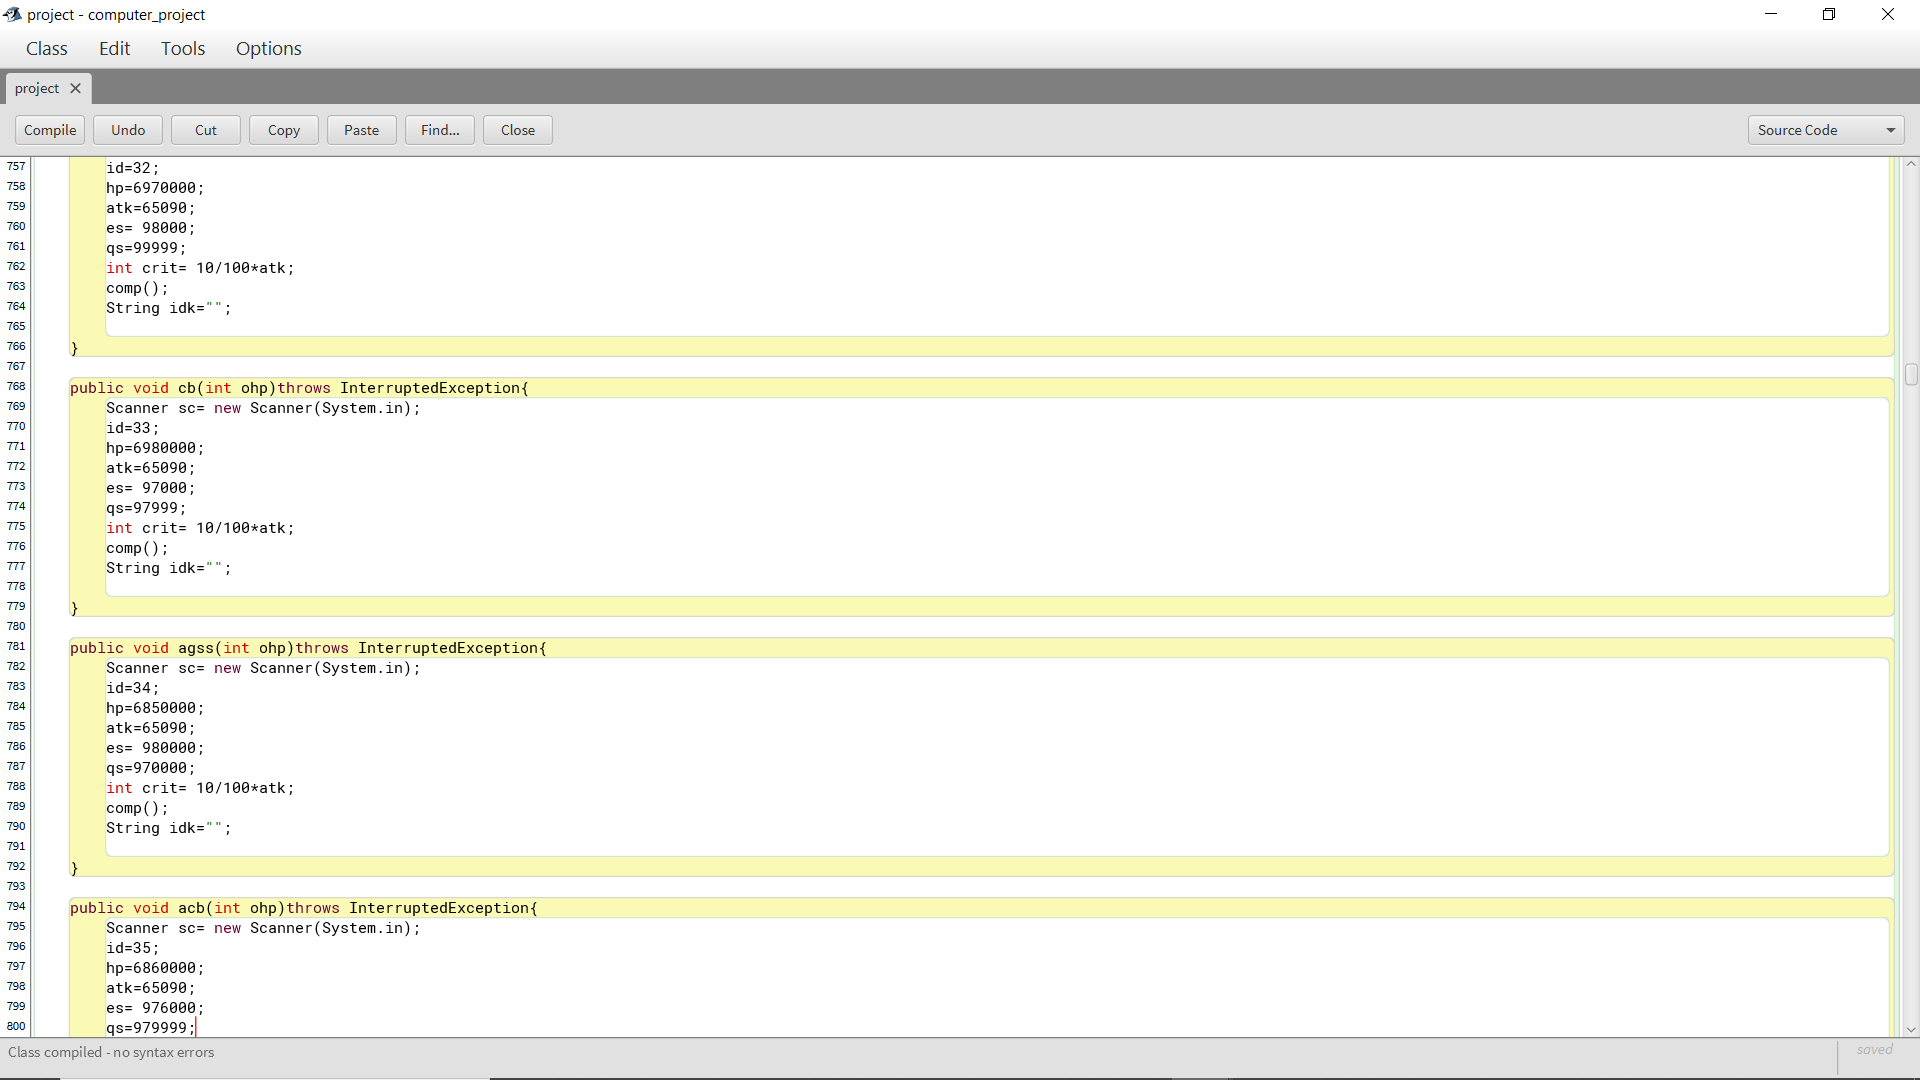 project - computer_project
Class Edit Tools Options
project
Compile Undo Cut Copy Paste Find... Close Source Code
757 id=32;
758 hp=6970000;
759 atk=65090;
760 es= 98000;
761 qs=99999;
762 int crit= 10/100*atk;
763 comp();
764 String idk="";
765
766 }
767
768 public void cb(int ohp)throws InterruptedException{
769 Scanner sc= new Scanner(System.in);
770 id=33;
771 hp=6980000;
772 atk=65090;
773 es= 97000;
774 qs=97999;
775 int crit= 10/100*atk;
776 comp();
777 String idk="";
778
779 }
780
781 public void agss(int ohp)throws InterruptedException{
782 Scanner sc= new Scanner(System.in);
783 id=34;
784 hp=6850000;
785 atk=65090;
786 es= 980000;
787 qs=970000;
788 int crit= 10/100*atk;
789 comp();
790 String idk="";
791
792 }
793
794 public void acb(int ohp)throws InterruptedException{
795 Scanner sc= new Scanner(System.in);
796 id=35;
797 hp=6860000;
798 atk=65090;
799 es= 976000;
800 qs=979999;
Class compiled - no syntax errors
saved